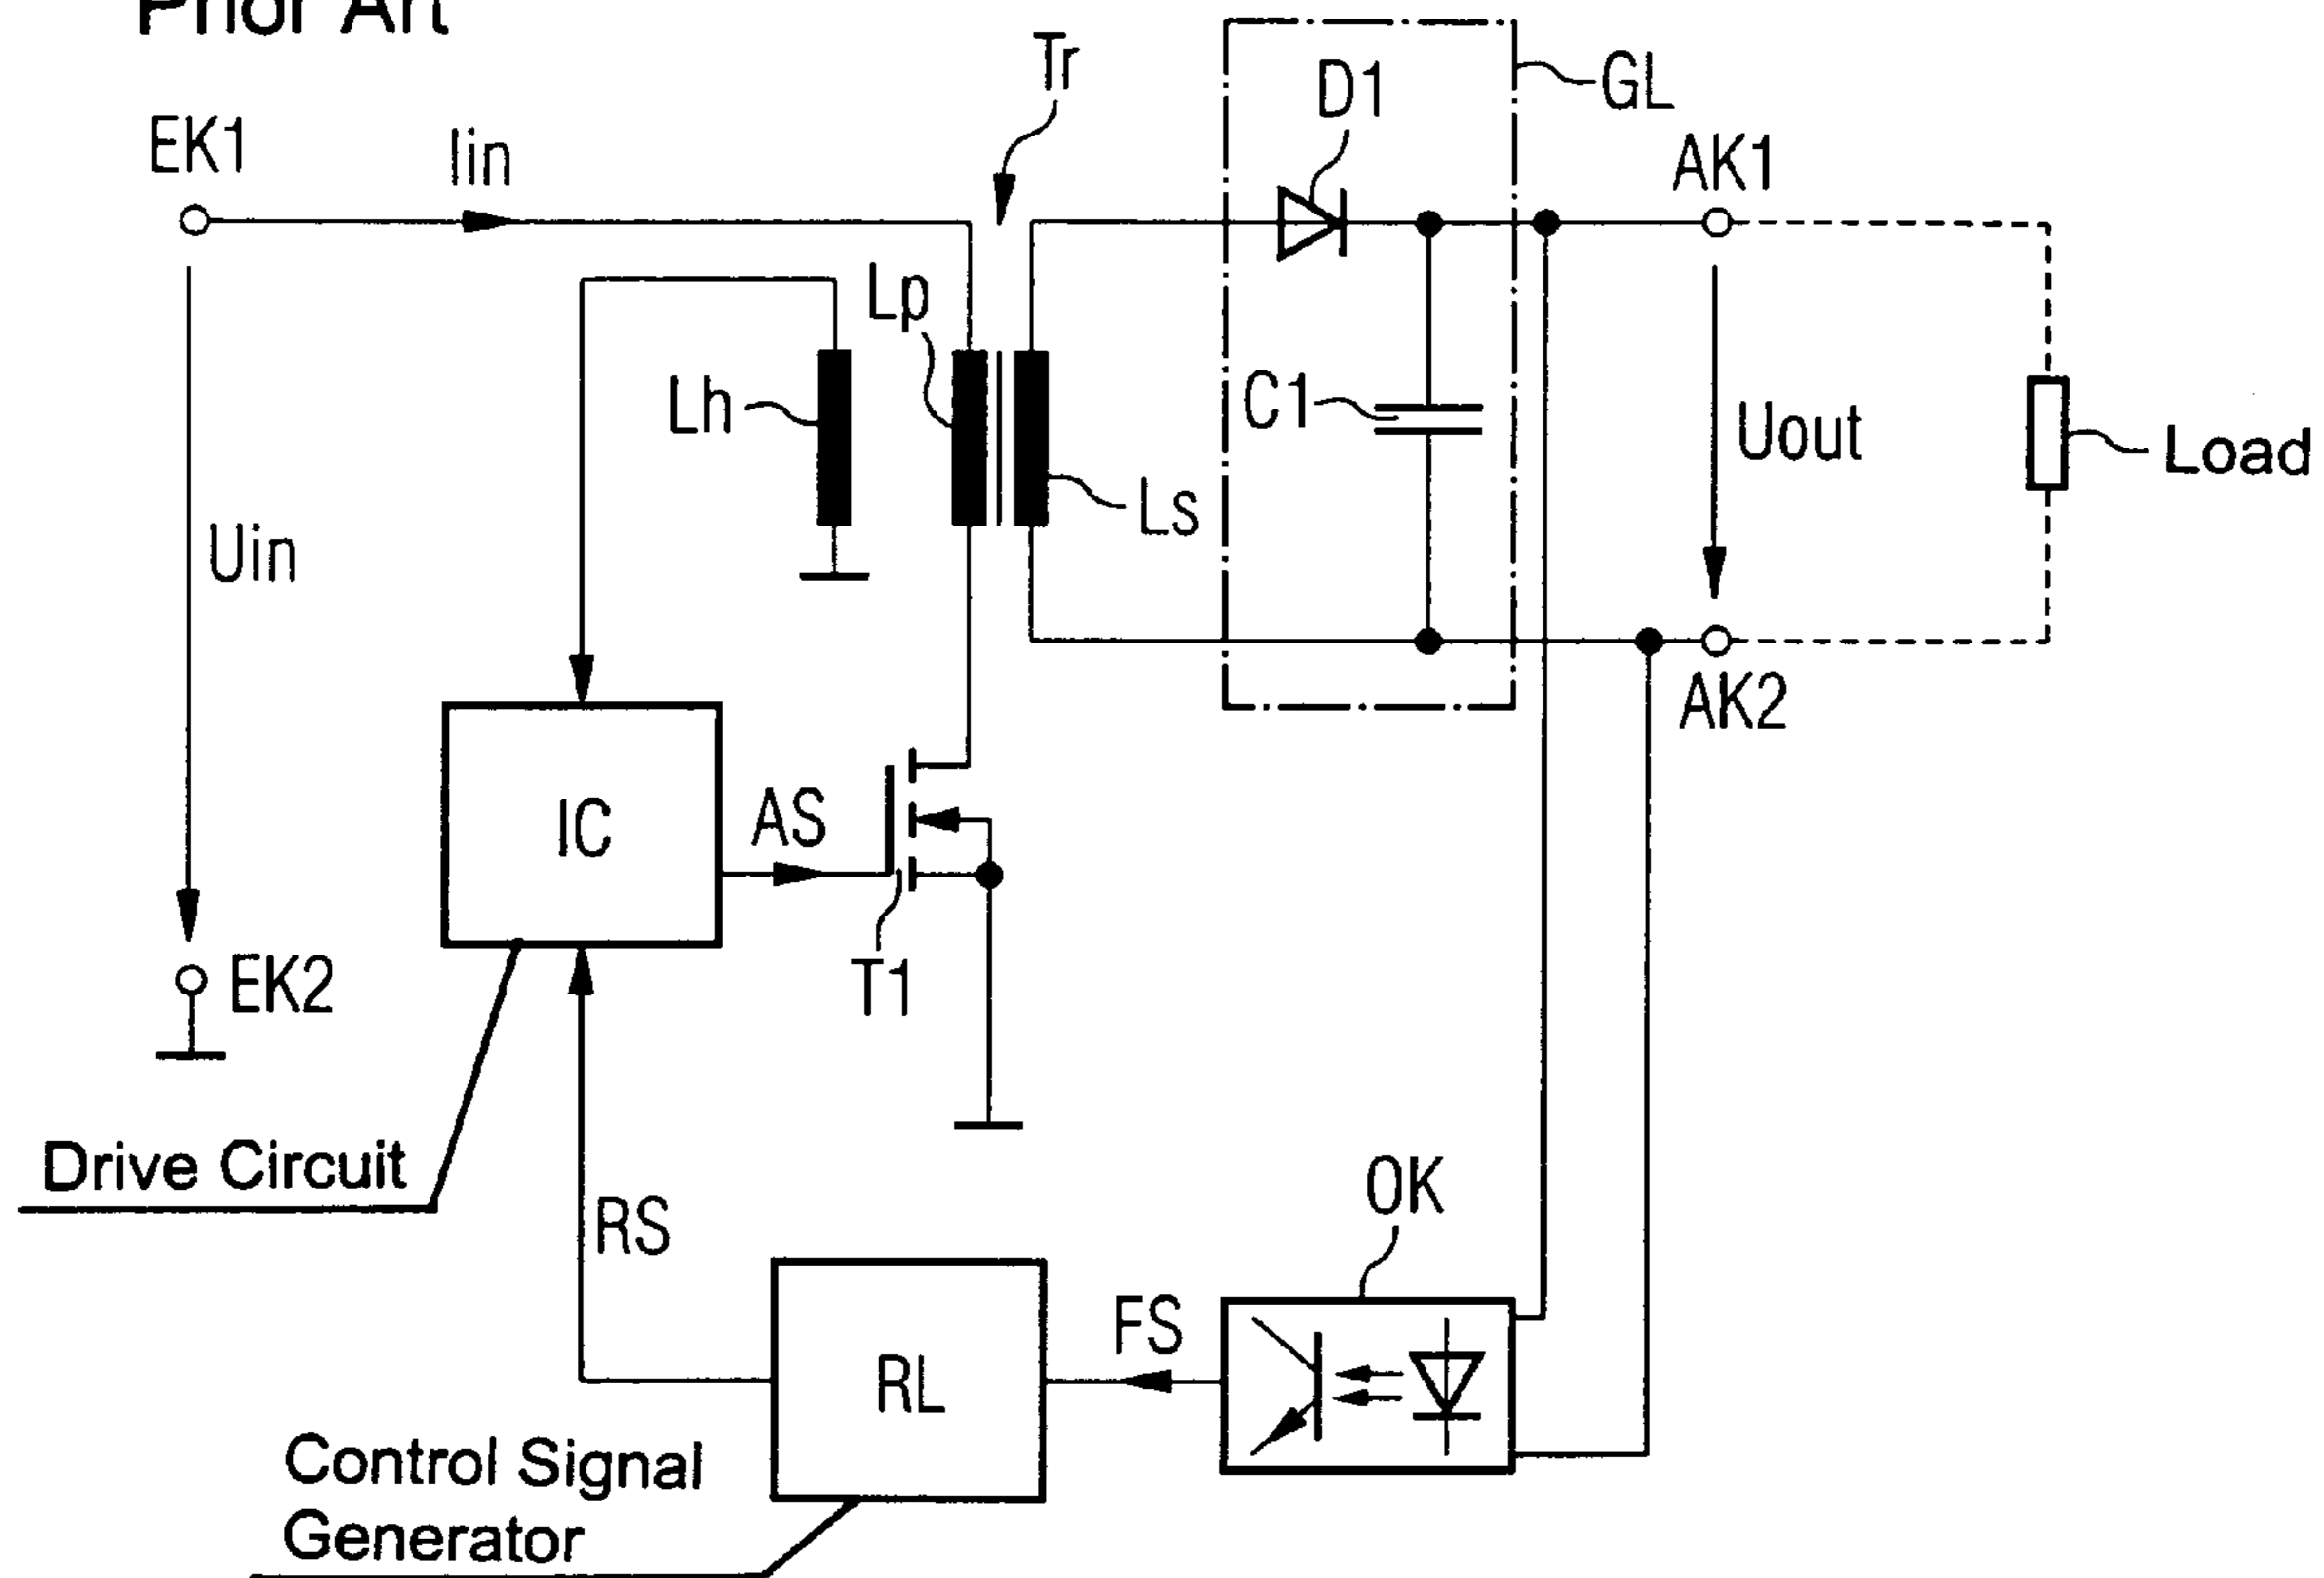 Prior Art
Tr
D1
GL
EK1
Iin
AK1
Lp
Lh
C1
Uout
Load
Ls
Uin
AK2
IC
AS
T1
EK2
Drive Circuit
OK
RS
FS
RL
Control Signal
Generator